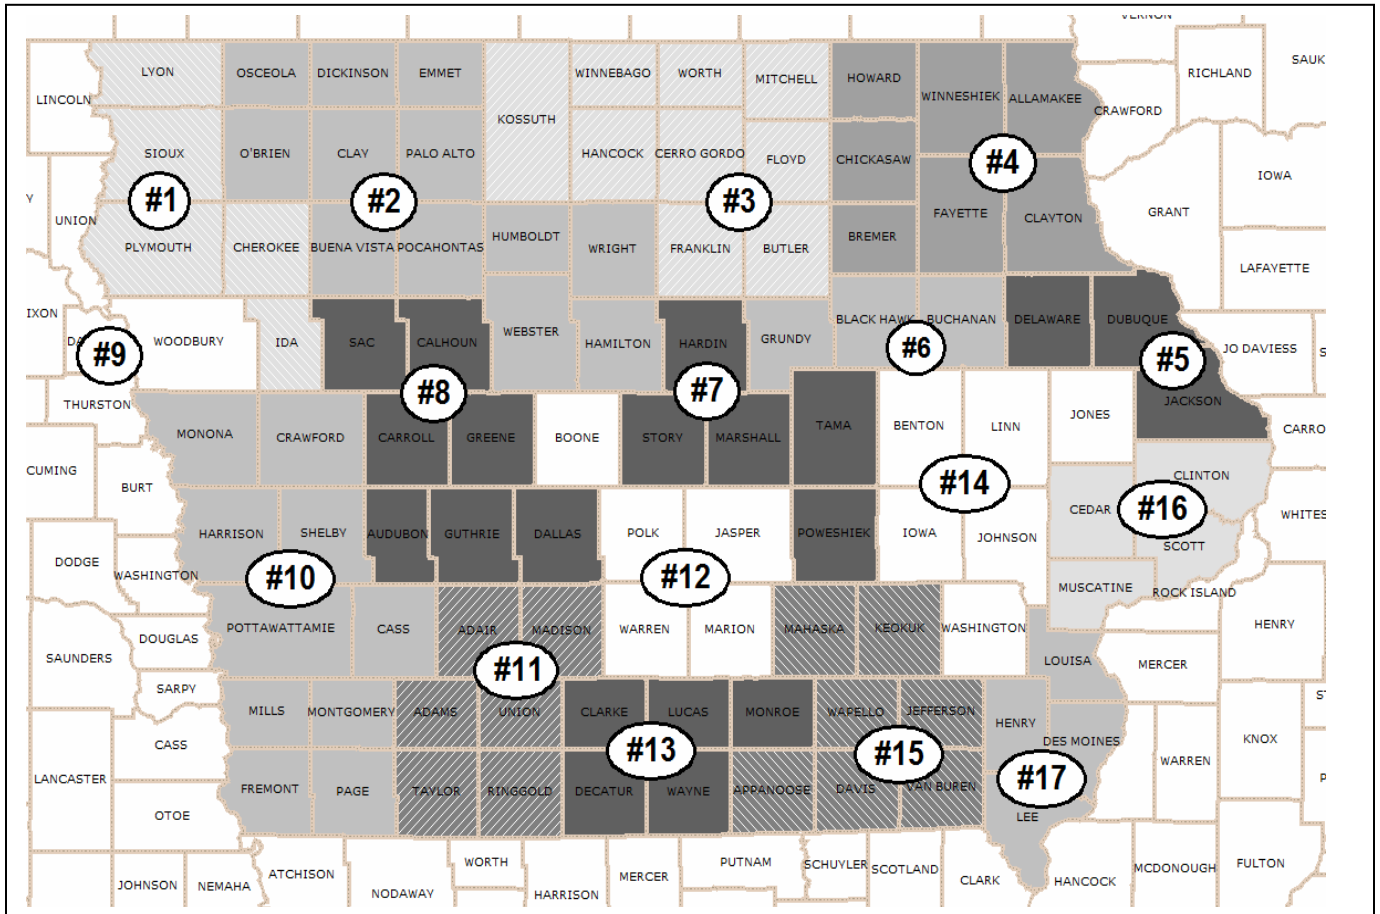 VERNON
LYON OSCEOLA DICKINSON EMMET WINNEBAGO WORTH MITCHELL HOWARD RICHLAND SAUK
LINCOLN KOSSUTH WINNESHIEK ALLAMAKEE CRAWFORD
SIOUX O'BRIEN CLAY PALO ALTO HANCOCK CERRO GORDO FLOYD CHICKASAW #4 IOWA
Y UNION #1 #2 #3 FAYETTE CLAYTON GRANT
PLYMOUTH CHEROKEE BUENA VISTA POCAHONTAS HUMBOLDT WRIGHT FRANKLIN BUTLER BREMER LAFAYETTE
IXON WOODBURY IDA SAC CALHOUN WEBSTER HAMILTON HARDIN GRUNDY BLACK HAWK BUCHANAN DELAWARE DUBUQUE JO DAVIESS S
DA #9 #6 #5
THURSTON #8 #7 JACKSON
MONONA CRAWFORD CARROLL GREENE BOONE STORY MARSHALL TAMA BENTON LINN JONES CARRO
CUMING BURT #14 CLINTON
HARRISON SHELBY AUDUBON GUTHRIE DALLAS POLK JASPER POWESHIEK IOWA JOHNSON CEDAR #16 SCOTT WHITES
DODGE WASHINGTON #10 #12 MUSCATINE ROCK ISLAND
DOUGLAS POTTAWATTAMIE CASS ADAIR MADISON WARREN MARION MAHASKA KEOKUK WASHINGTON HENRY
SAUNDERS SARPY #11 LOUISA MERCER
MILLS MONTGOMERY ADAMS UNION CLARKE LUCAS MONROE WAPELLO JEFFERSON HENRY ST
CASS #13 #15 DES MOINES KNOX
LANCASTER FREMONT PAGE TAYLOR RINGGOLD DECATUR WAYNE APPANOOSE DAVIS VAN BUREN #17 WARREN P
OTOE LEE
JOHNSON NEMAHA ATCHISON NODAWAY WORTH HARRISON MERCER PUTNAM SCHUYLER SCOTLAND CLARK HANCOCK MCDONOUGH FULTON